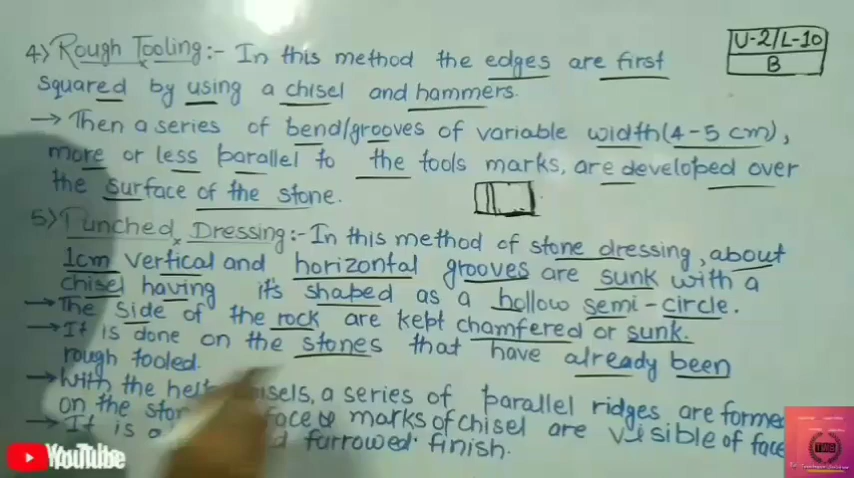 U-2/L-10
B
4) Rough Tooling:- In this method the edges are first
squared by using a chisel and hammers.
→ Then a series of bend/grooves of variable width (4-5 cm),
more or less parallel to the tools marks, are developed over
the surface of the stone.
5) Punched Dressing:- In this method of stone dressing, about
1cm vertical and horizontal grooves are sunk with a
chisel having it's shaped as a hollow semi-circle.
→ The side of the rock are kept chamfered or sunk.
→ It is done on the stones that have already been
rough tooled.
→ With the chisels, a series of parallel ridges are formed
on the face & marks of chisel are visible of face
→ It is a furrowed finish.
YouTube
TMS